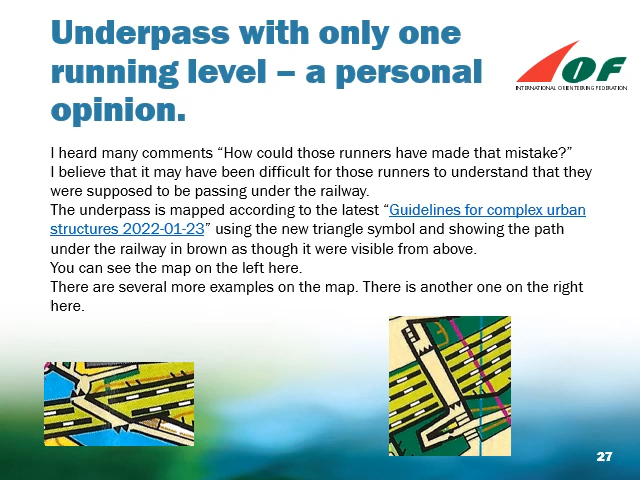 Underpass with only one
running level – a personal
opinion.
IOF
INTERNATIONAL ORIENTEERING FEDERATION
I heard many comments “How could those runners have made that mistake?”
I believe that it may have been difficult for those runners to understand that they
were supposed to be passing under the railway.
The underpass is mapped according to the latest “Guidelines for complex urban
structures 2022-01-23” using the new triangle symbol and showing the path
under the railway in brown as though it were visible from above.
You can see the map on the left here.
There are several more examples on the map. There is another one on the right
here.
27